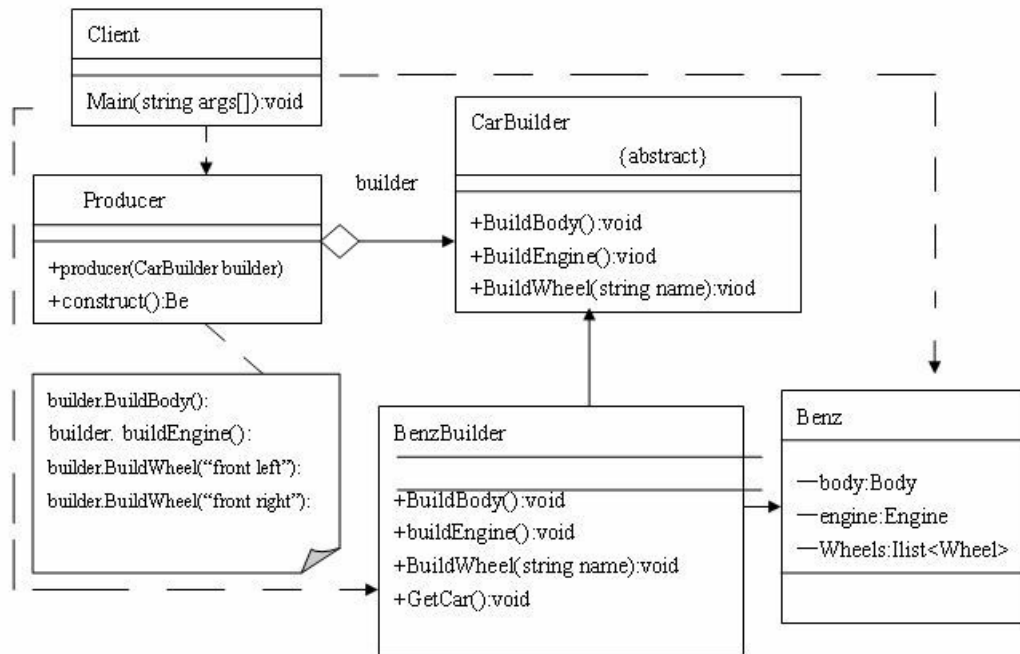 Client
Main(string args[]):void
CarBuilder
{abstract}
builder
Producer
+BuildBody():void
+BuildEngine():viod
+BuildWheel(string name):viod
+producer(CarBuilder builder)
+construct():Be
builder.BuildBody():
builder. buildEngine():
builder.BuildWheel(“front left”):
builder.BuildWheel(“front right”):
BenzBuilder
+BuildBody():void
+buildEngine():void
+BuildWheel(string name):void
+GetCar():void
Benz
—body:Body
—engine:Engine
—Wheels:Ilist<Wheel>